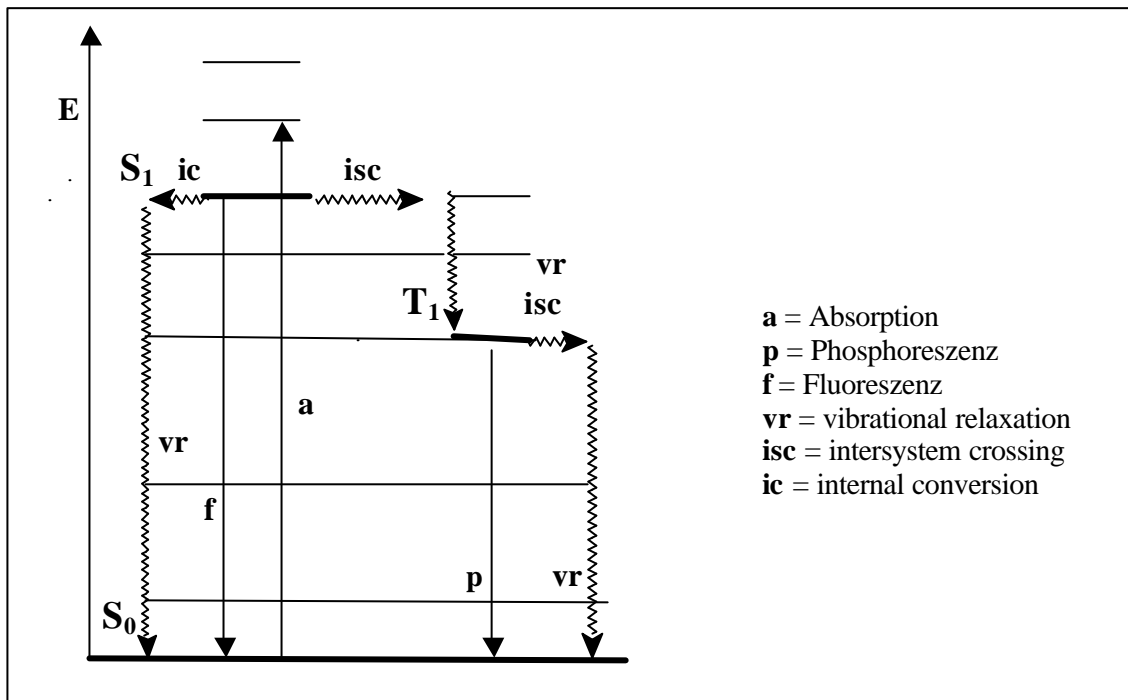 E
S1 ic isc
vr
T1 isc
a
vr
f
p vr
S0
a = Absorption
p = Phosphoreszenz
f = Fluoreszenz
vr = vibrational relaxation
isc = intersystem crossing
ic = internal conversion